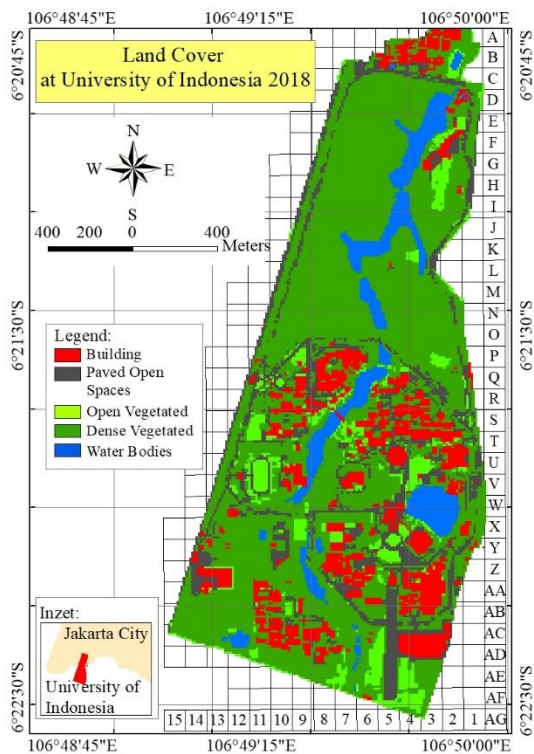 106°48'45"E 106°49'15"E 106°50'00"E
Land Cover
at University of Indonesia 2018
6°20'45"S
6°20'45"S
N
W E
S
400 200 0 400
Meters
6°21'30"S
6°21'30"S
Legend:
Building
Paved Open
Spaces
Open Vegetated
Dense Vegetated
Water Bodies
A
B
C
D
E
F
G
H
I
J
K
L
M
N
O
P
Q
R
S
T
U
V
W
X
Y
Z
AA
AB
AC
AD
AE
AF
AG
Inzet:
Jakarta City
University of
Indonesia
6°22'30"S
6°22'30"S
15 14 13 12 11 10 9 8 7 6 5 4 3 2 1
106°48'45"E 106°49'15"E 106°50'00"E